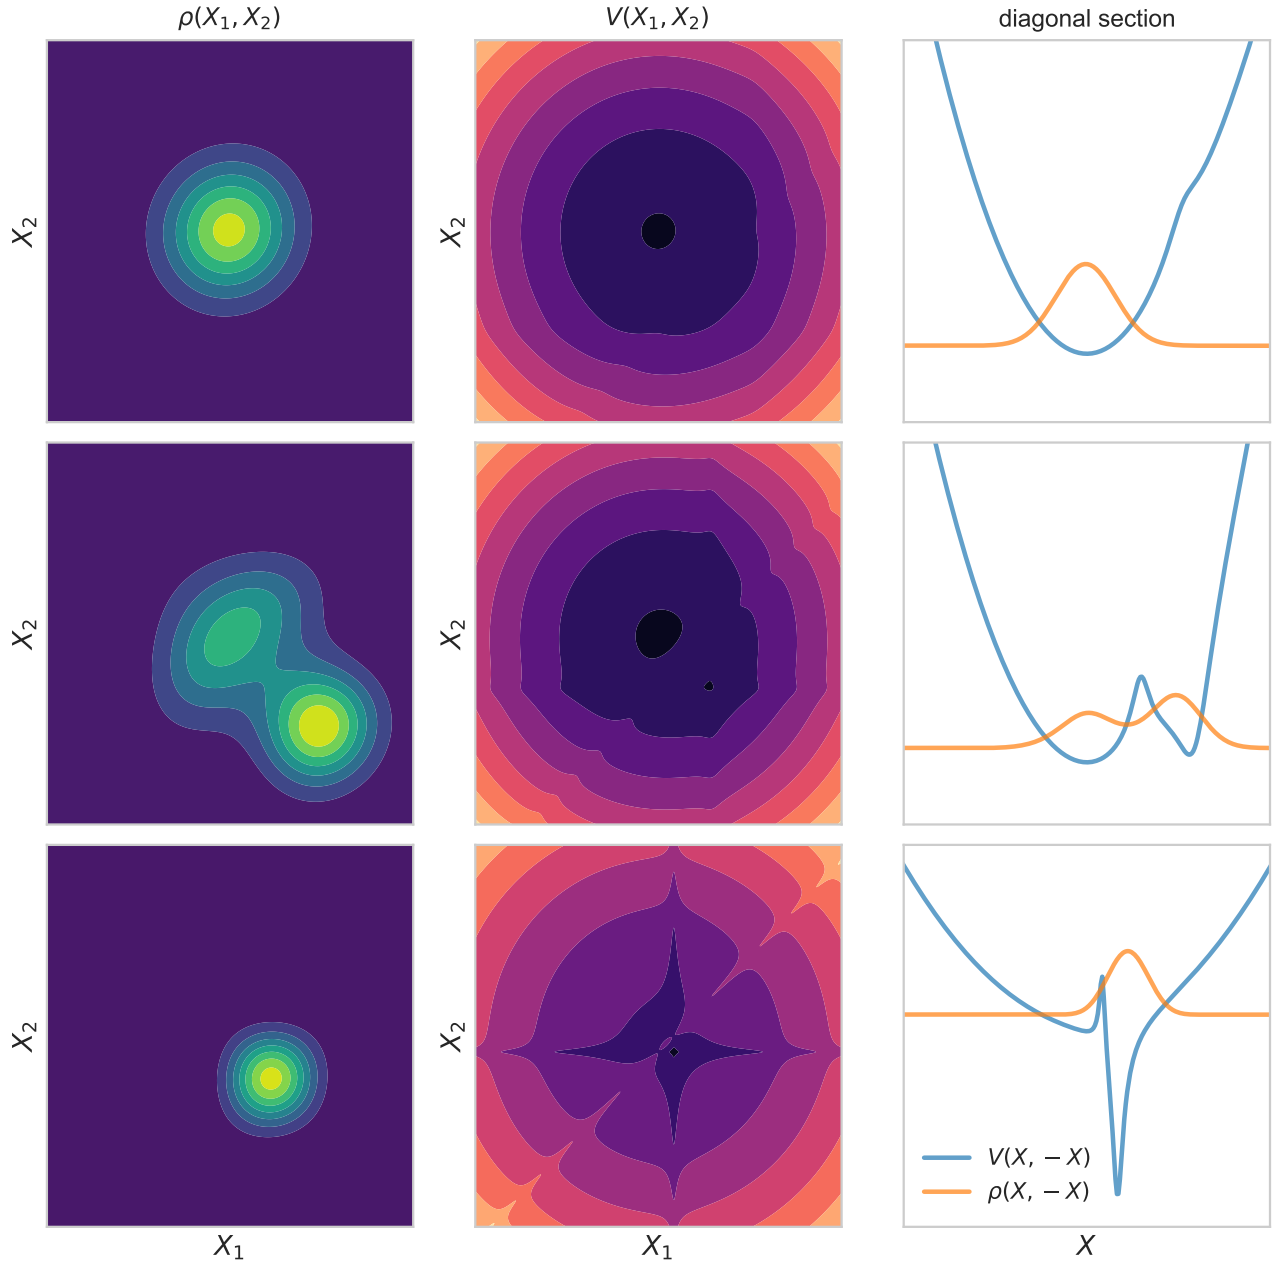 ρ(X₁, X₂)
V(X₁, X₂)
diagonal section
X₂
X₂
X₂
X₂
X₂
X₂
V(X, −X)
ρ(X, −X)
X₁
X₁
X